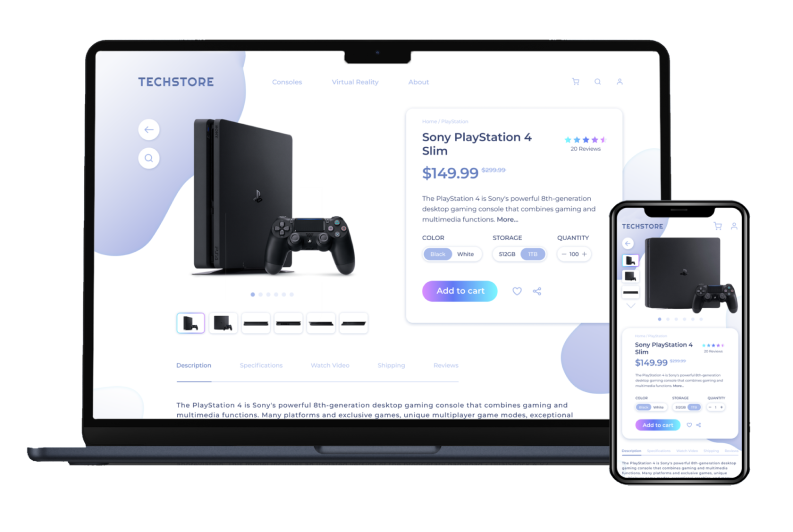 TECHSTORE
Consoles Virtual Reality About
Home / PlayStation
Sony PlayStation 4
Slim
20 Reviews
$149.99 $299.99
The PlayStation 4 is Sony's powerful 8th-generation
desktop gaming console that combines gaming and
multimedia functions. More...
COLOR STORAGE QUANTITY
Black White 512GB 1TB − 100 +
Add to cart
Description Specifications Watch Video Shipping Reviews
The PlayStation 4 is Sony's powerful 8th-generation desktop gaming console that combines gaming and
multimedia functions. Many platforms and exclusive games, unique multiplayer game modes, exceptional
TECHSTORE
Home / PlayStation
Sony PlayStation 4
Slim
20 Reviews
$149.99 $299.99
The PlayStation 4 is Sony's powerful 8th-generation
desktop gaming console that combines gaming and
multimedia functions. More...
COLOR STORAGE QUANTITY
Black White 512GB 1TB − 1 +
Add to cart
Description Specifications Watch Video Shipping Reviews
The PlayStation 4 is Sony's powerful 8th-generation desktop
gaming console that combines gaming and multimedia
functions. Many platforms and exclusive games, unique